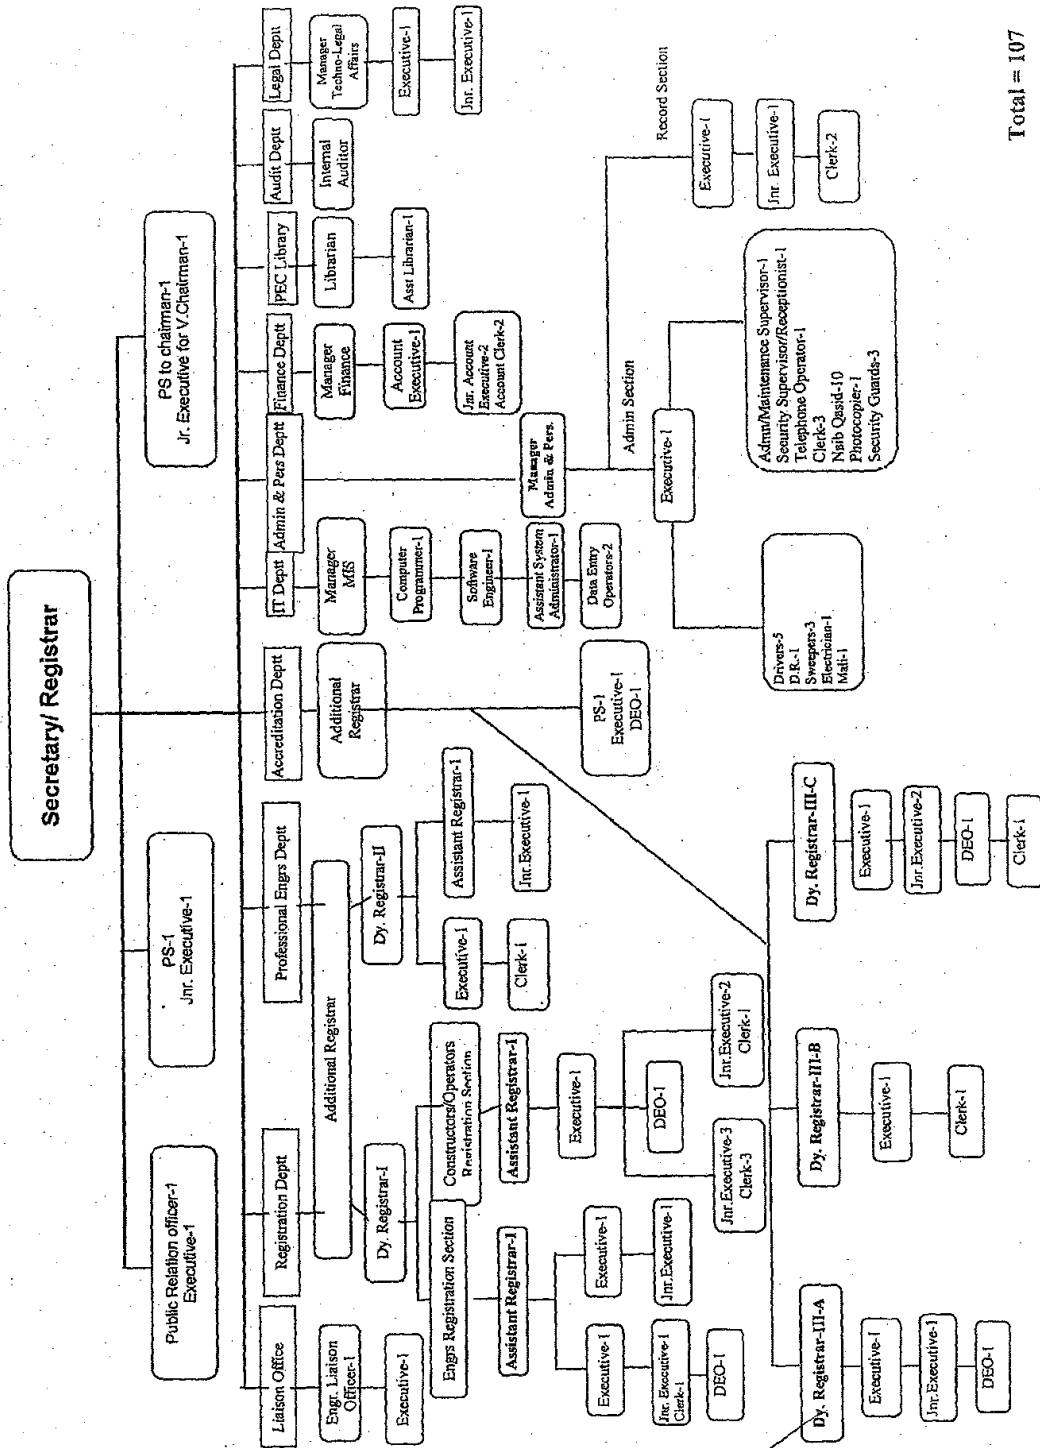 Secretary/ Registrar
Public Relation officer-1
Executive-1
PS-1
Jnr. Executive-1
PS to chairman-1
Jr. Executive for V.Chairman-1
Liaison Office
Registration Deptt
Professional Engrs Deptt
Accreditation Deptt
IT Deptt
Admin & Pers Deptt
Finance Deptt
PEC Library
Audit Deptt
Legal Deptt
Engr. Liaison
Officer-1
Executive-1
Additional Registrar
Dy. Registrar-I
Engrs Registration Section
Constructors/Operators
Registration Section
Assistant Registrar-1
Executive-1
Jnr. Executive-1
Clerk-1
DEO-1
Executive-1
Jnr.Executive-1
Assistant Registrar-1
Executive-1
DEO-1
Jnr.Executive-3
Clerk-3
Jnr.Executive-2
Clerk-1
Dy. Registrar-II
Executive-1
Clerk-1
Assistant Registrar-1
Jnr.Executive-1
Additional
Registrar
PS-1
Executive-1
DEO-1
Dy. Registrar-III-A
Executive-1
Jnr.Executive-1
DEO-1
Dy. Registrar-III-B
Executive-1
Clerk-1
Dy. Registrar-III-C
Executive-1
Jnr.Executive-2
DEO-1
Clerk-1
Manager
MIS
Computer
Programmer-1
Software
Engineer-1
Assistant System
Administrator-1
Data Entry
Operators-2
Manager
Admin & Pers.
Admin Section
Executive-1
Drivers-5
D.R.-1
Sweepers-3
Electrician-1
Mali-1
Admn/Maintenance Supervisor-1
Security Supervisor/Receptionist-1
Telephone Operator-1
Clerk-3
Naib Qasid-10
Photocopier-1
Security Guards-3
Record Section
Executive-1
Jnr. Executive-1
Clerk-2
Manager
Finance
Account
Executive-1
Jnr. Account
Executive-2
Account Clerk-2
Librarian
Asst Librarian-1
Internal
Auditor
Manager
Techno-Legal
Affairs
Executive-1
Jnr. Executive-1
Total = 107